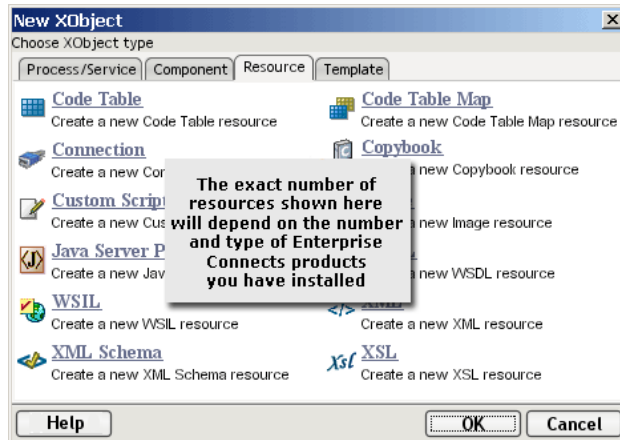 New XObject
Choose XObject type
Process/Service Component Resource Template
Code Table
Create a new Code Table resource
Code Table Map
Create a new Code Table Map resource
Connection
Create a new
Copybook
new Copybook resource
Custom Script
Create a new
new Image resource
Java Server
Create a new
new WSDL resource
WSIL
Create a new WSIL resource
Create a new XML resource
XML Schema
Create a new XML Schema resource
Xsl XSL
Create a new XSL resource
The exact number of
resources shown here
will depend on the number
and type of Enterprise
Connects products
you have installed
Help OK Cancel